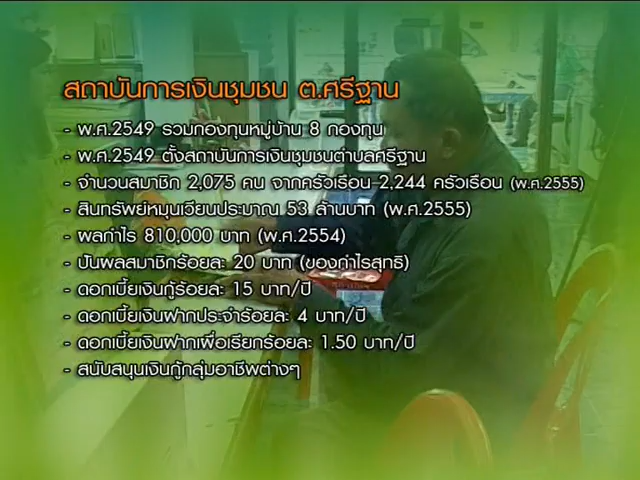 สถาบันการเงินชุมชน ต.ศรีฐาน
- พ.ศ.2549 รวมกองทุนหมู่บ้าน 8 กองทุน
- พ.ศ.2549 ตั้งสถาบันการเงินชุมชนตำบลศรีฐาน
- จำนวนสมาชิก 2,075 คน จากครัวเรือน 2,244 ครัวเรือน (พ.ศ.2555)
- สินทรัพย์หมุนเวียนประมาณ 53 ล้านบาท (พ.ศ.2555)
- ผลกำไร 810,000 บาท (พ.ศ.2554)
- ปันผลสมาชิกร้อยละ 20 บาท (ของกำไรสุทธิ)
- ดอกเบี้ยเงินกู้ร้อยละ 15 บาท/ปี
- ดอกเบี้ยเงินฝากประจำร้อยละ 4 บาท/ปี
- ดอกเบี้ยเงินฝากเผื่อเรียกร้อยละ 1.50 บาท/ปี
- สนับสนุนเงินกู้กลุ่มอาชีพต่างๆ